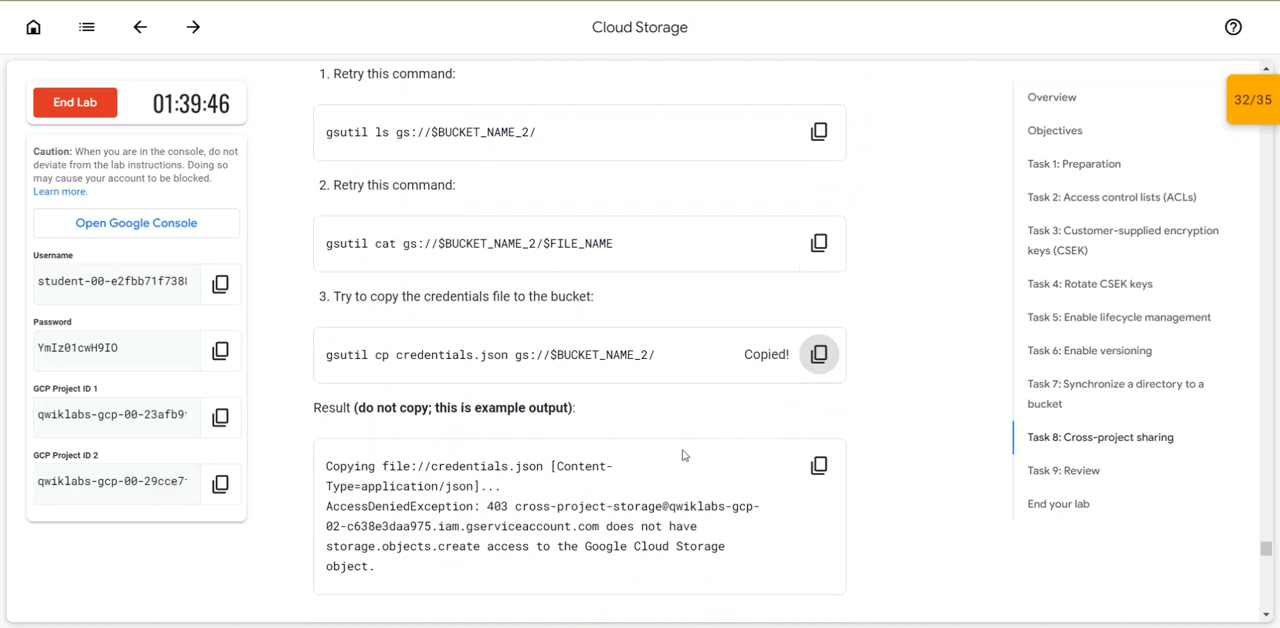 Cloud Storage
End Lab
01:39:46
32/35
Caution: When you are in the console, do not
deviate from the lab instructions. Doing so
may cause your account to be blocked.
Learn more.
Open Google Console
Username
student-00-e2fbb71f738
Password
YmIz01cwH9IO
GCP Project ID 1
qwiklabs-gcp-00-23afb9
GCP Project ID 2
qwiklabs-gcp-00-29cce7
1. Retry this command:
gsutil ls gs://$BUCKET_NAME_2/
2. Retry this command:
gsutil cat gs://$BUCKET_NAME_2/$FILE_NAME
3. Try to copy the credentials file to the bucket:
gsutil cp credentials.json gs://$BUCKET_NAME_2/
Copied!
Result (do not copy; this is example output):
Copying file://credentials.json [Content-
Type=application/json]...
AccessDeniedException: 403 cross-project-storage@qwiklabs-gcp-
02-c638e3daa975.iam.gserviceaccount.com does not have
storage.objects.create access to the Google Cloud Storage
object.
Overview
Objectives
Task 1: Preparation
Task 2: Access control lists (ACLs)
Task 3: Customer-supplied encryption
keys (CSEK)
Task 4: Rotate CSEK keys
Task 5: Enable lifecycle management
Task 6: Enable versioning
Task 7: Synchronize a directory to a
bucket
Task 8: Cross-project sharing
Task 9: Review
End your lab